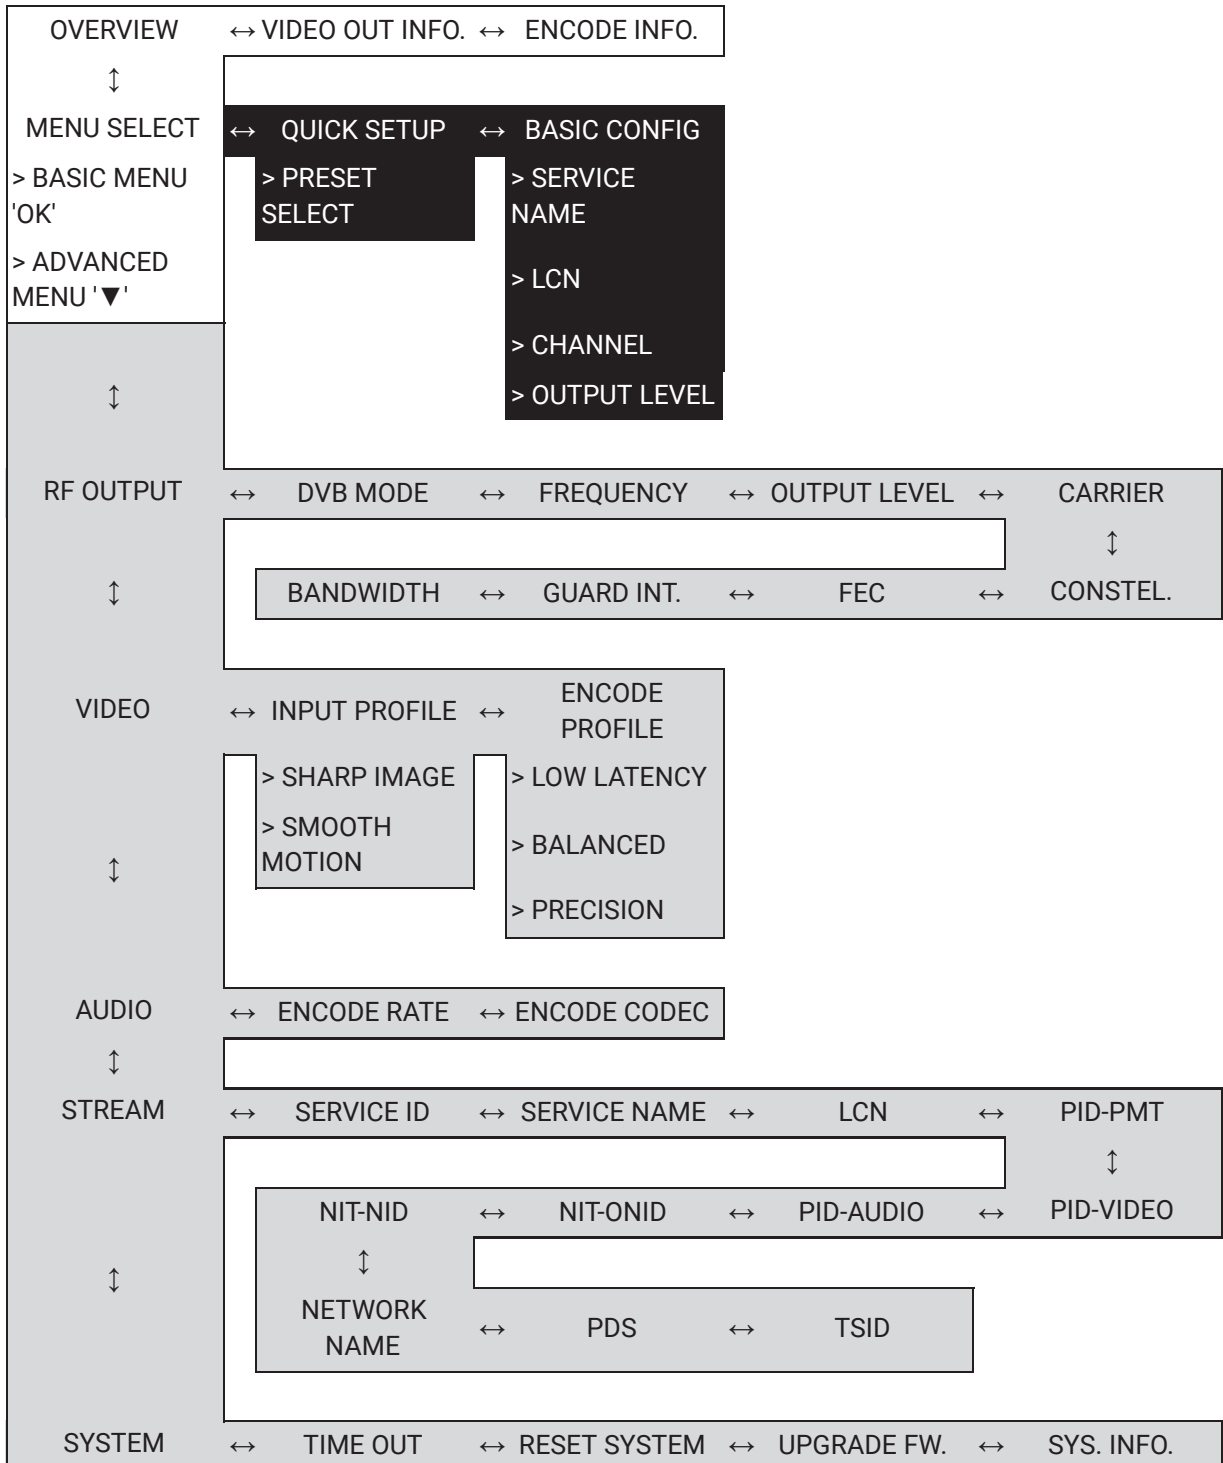 OVERVIEW ↔ VIDEO OUT INFO. ↔ ENCODE INFO.
↕
MENU SELECT ↔ QUICK SETUP ↔ BASIC CONFIG
> BASIC MENU
'OK'
> ADVANCED
MENU '▼'
> PRESET
SELECT
> SERVICE
NAME
> LCN
> CHANNEL
> OUTPUT LEVEL
↕
RF OUTPUT ↔ DVB MODE ↔ FREQUENCY ↔ OUTPUT LEVEL ↔ CARRIER
↕
↕ BANDWIDTH ↔ GUARD INT. ↔ FEC ↔ CONSTEL.
VIDEO ↔ INPUT PROFILE ↔ ENCODE
PROFILE
> SHARP IMAGE
> SMOOTH
MOTION
> LOW LATENCY
> BALANCED
> PRECISION
↕
AUDIO ↔ ENCODE RATE ↔ ENCODE CODEC
↕
STREAM ↔ SERVICE ID ↔ SERVICE NAME ↔ LCN ↔ PID-PMT
↕
NIT-NID ↔ NIT-ONID ↔ PID-AUDIO ↔ PID-VIDEO
↕
↕
NETWORK
NAME ↔ PDS ↔ TSID
SYSTEM ↔ TIME OUT ↔ RESET SYSTEM ↔ UPGRADE FW. ↔ SYS. INFO.